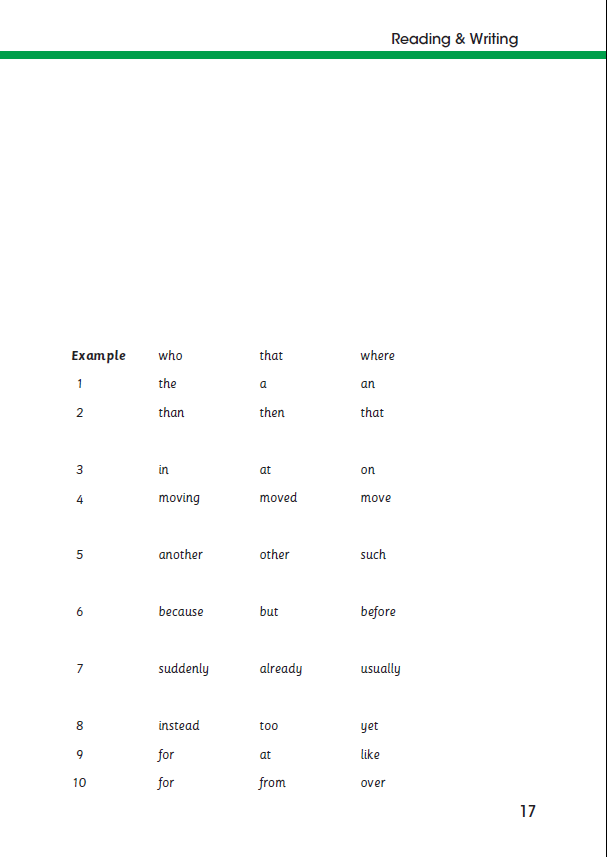 Reading & Writing
Example who that where
1 the a an
2 than then that
3 in at on
4 moving moved move
5 another other such
6 because but before
7 suddenly already usually
8 instead too yet
9 for at like
10 for from over
17